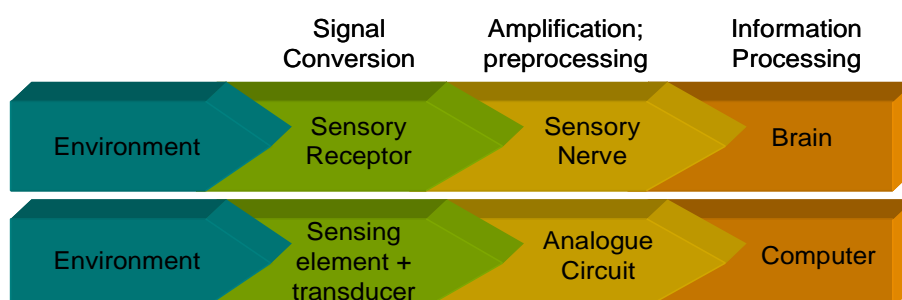 Signal
Conversion
Amplification;
preprocessing
Information
Processing
Environment
Sensory
Receptor
Sensory
Nerve
Brain
Environment
Sensing
element +
transducer
Analogue
Circuit
Computer